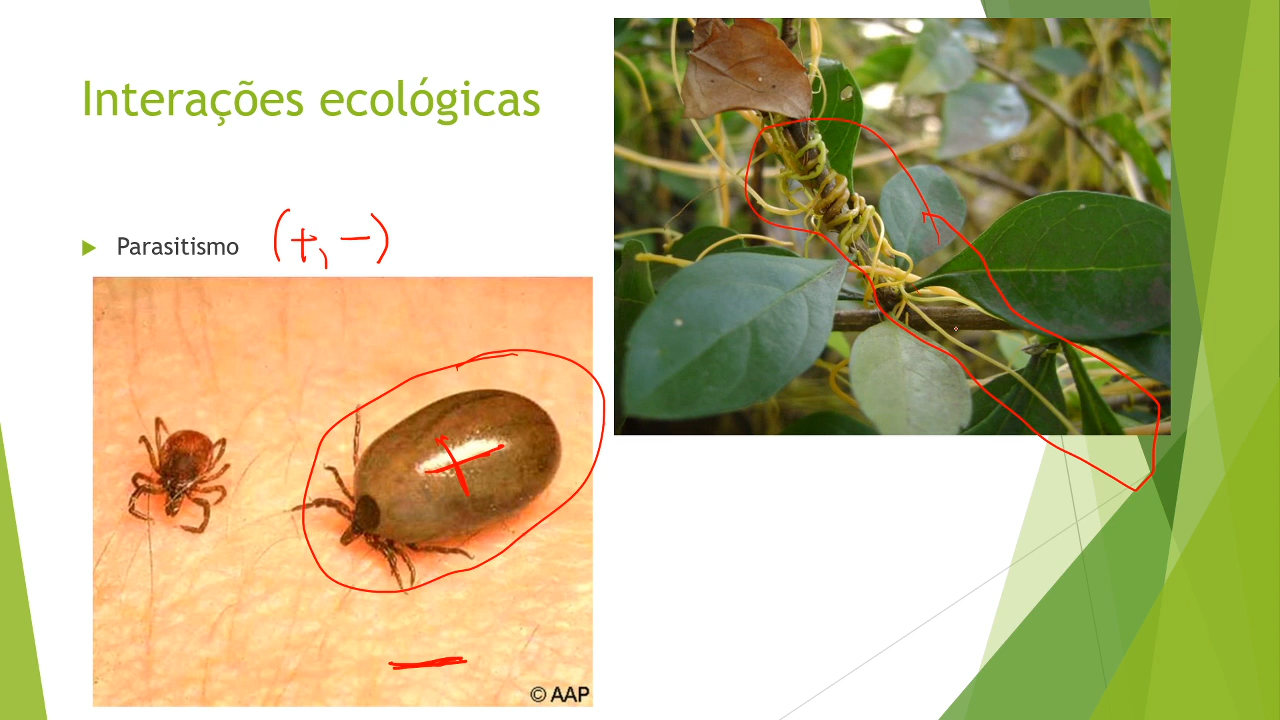 Interações ecológicas
Parasitismo (+, -)
+
-
© AAP